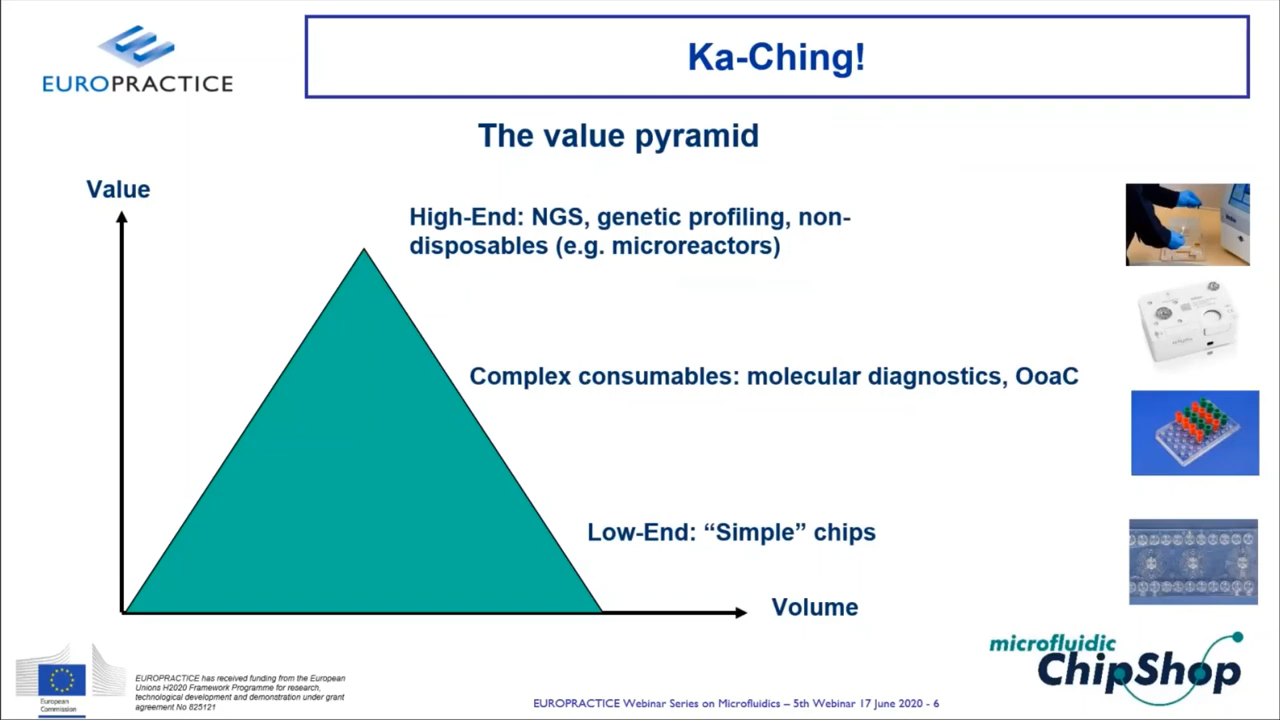 EUROPRACTICE
Ka-Ching!
The value pyramid
Value
High-End: NGS, genetic profiling, non-
disposables (e.g. microreactors)
Complex consumables: molecular diagnostics, OoaC
Low-End: “Simple” chips
Volume
microfluidic
ChipShop
European
Commission
EUROPRACTICE has received funding from the European
Unions H2020 Framework Programme for research,
technological development and demonstration under grant
agreement No 825121
EUROPRACTICE Webinar Series on Microfluidics – 5th Webinar 17 June 2020 - 6